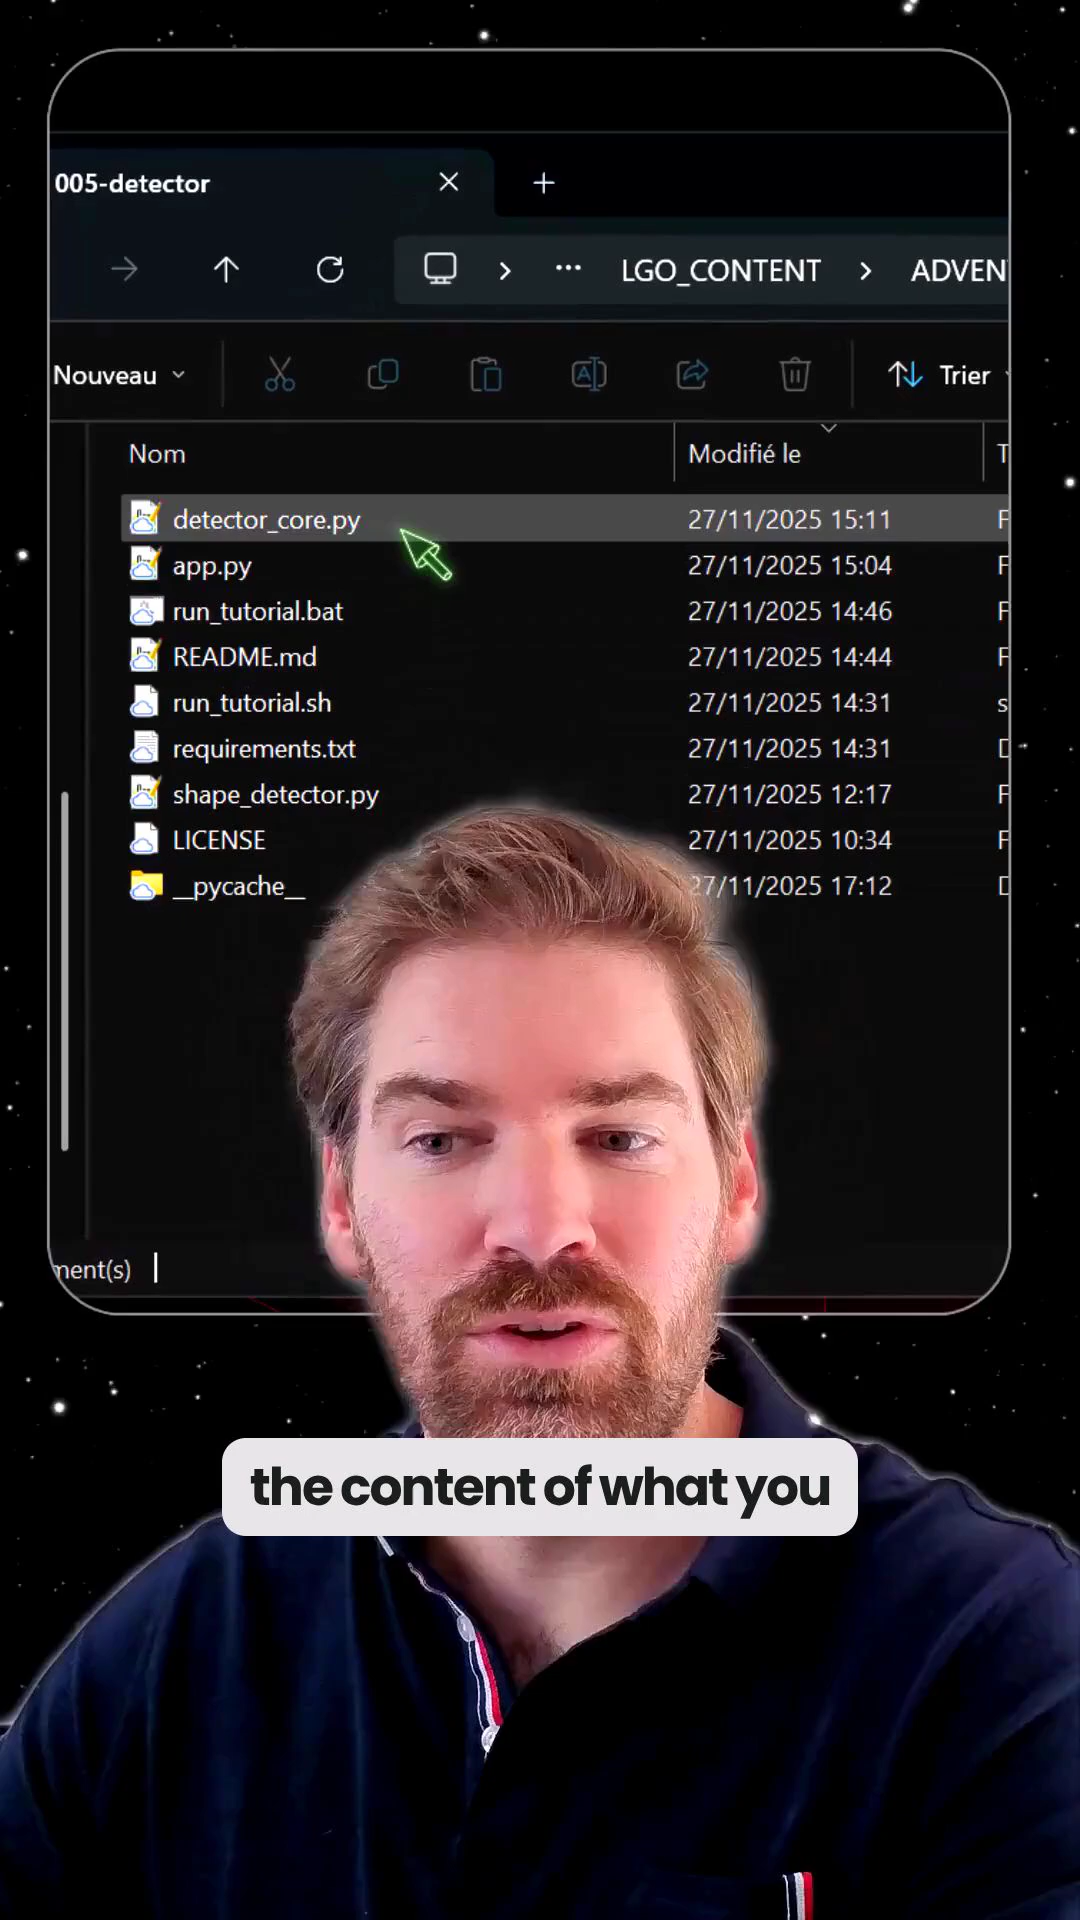 005-detector
LGO_CONTENT
ADVEN
Nouveau
Trier
Nom
Modifié le
T
detector_core.py 27/11/2025 15:11 F
app.py 27/11/2025 15:04 F
run_tutorial.bat 27/11/2025 14:46 F
README.md 27/11/2025 14:44 F
run_tutorial.sh 27/11/2025 14:31 s
requirements.txt 27/11/2025 14:31 D
shape_detector.py 27/11/2025 12:17 F
LICENSE 27/11/2025 10:34 F
__pycache__ 27/11/2025 17:12 D
ment(s)
the content of what you